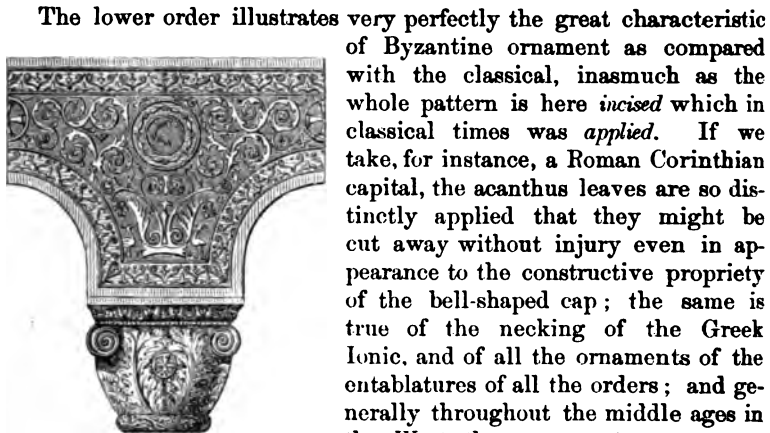 The lower order illustrates very perfectly the great characteristic
of Byzantine ornament as compared
with the classical, inasmuch as the
whole pattern is here incised which in
classical times was applied. If we
take, for instance, a Roman Corinthian
capital, the acanthus leaves are so dis-
tinctly applied that they might be
cut away without injury even in ap-
pearance to the constructive propriety
of the bell-shaped cap; the same is
true of the necking of the Greek
Ionic, and of all the ornaments of the
entablatures of all the orders; and ge-
nerally throughout the middle ages in